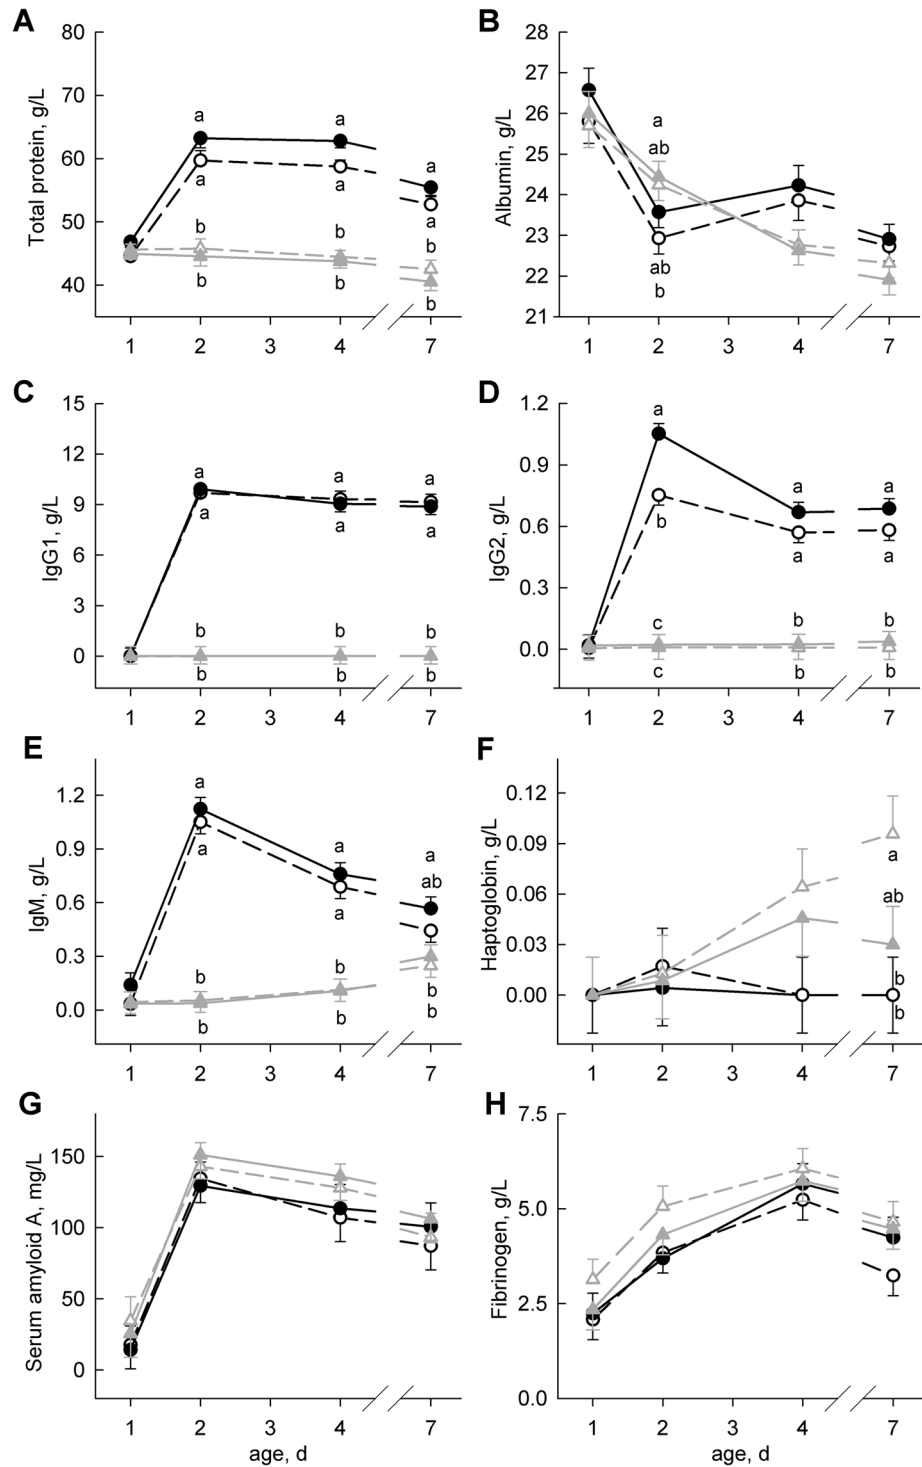 A
80
70
60
50
40
Total protein, g/L
a
a
a
a
a
a
b
b
b
b
b
b
1 2 3 4 7
B
28
27
26
25
24
23
22
21
Albumin, g/L
a
ab
ab
b
1 2 3 4 7
C
15
12
9
6
3
0
IgG1, g/L
a
a
a
a
a
a
b
b
b
b
b
b
1 2 3 4 7
D
1.2
0.9
0.6
0.3
0.0
IgG2, g/L
a
a
a
b
a
a
c
b
b
c
b
b
1 2 3 4 7
E
1.2
0.9
0.6
0.3
0.0
IgM, g/L
a
a
a
ab
a
a
b
b
b
b
b
b
1 2 3 4 7
F
0.12
0.09
0.06
0.03
0.00
Haptoglobin, g/L
a
ab
b
b
1 2 3 4 7
G
150
100
50
0
Serum amyloid A, mg/L
1 2 3 4 7
age, d
H
7.5
5.0
2.5
0.0
Fibrinogen, g/L
1 2 3 4 7
age, d